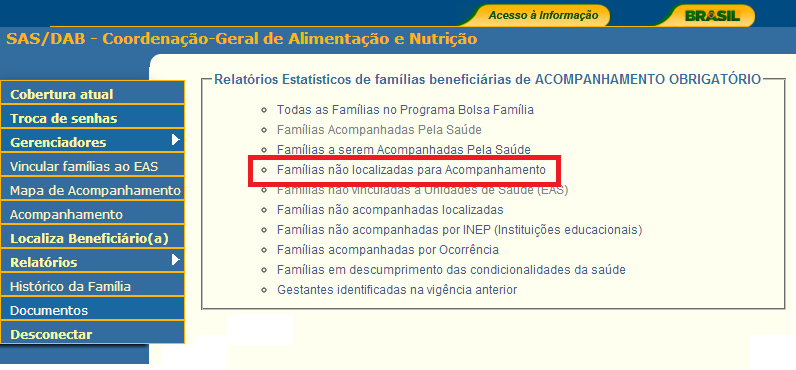 Acesso à Informação
BRASIL
SAS/DAB - Coordenação-Geral de Alimentação e Nutrição
Cobertura atual
Troca de senhas
Gerenciadores
Vincular famílias ao EAS
Mapa de Acompanhamento
Acompanhamento
Localiza Beneficiário(a)
Relatórios
Histórico da Família
Documentos
Desconectar
Relatórios Estatísticos de famílias beneficiárias de ACOMPANHAMENTO OBRIGATÓRIO
Todas as Famílias no Programa Bolsa Família
Famílias Acompanhadas Pela Saúde
Famílias a serem Acompanhadas Pela Saúde
Famílias não localizadas para Acompanhamento
Famílias não vinculadas a Unidades de Saúde (EAS)
Famílias não acompanhadas localizadas
Famílias não acompanhadas por INEP (Instituições educacionais)
Famílias acompanhadas por Ocorrência
Famílias em descumprimento das condicionalidades da saúde
Gestantes identificadas na vigência anterior